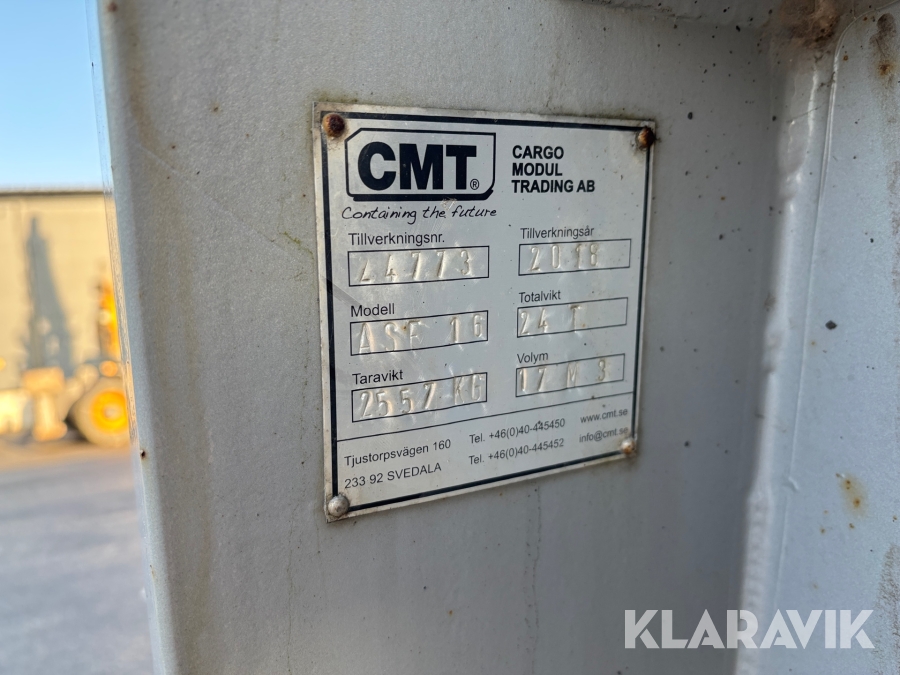 CMT®
CARGO
MODUL
TRADING AB
Containing the future
Tillverkningsnr.
Tillverkningsår
24773
2018
Modell
Totalvikt
ASF 16
24 T
Taravikt
Volym
2557 KG
17 M 3
Tjustorpsvägen 160
Tel. +46(0)40-445450
www.cmt.se
233 92 SVEDALA
Tel. +46(0)40-445452
info@cmt.se
KLARAVIK